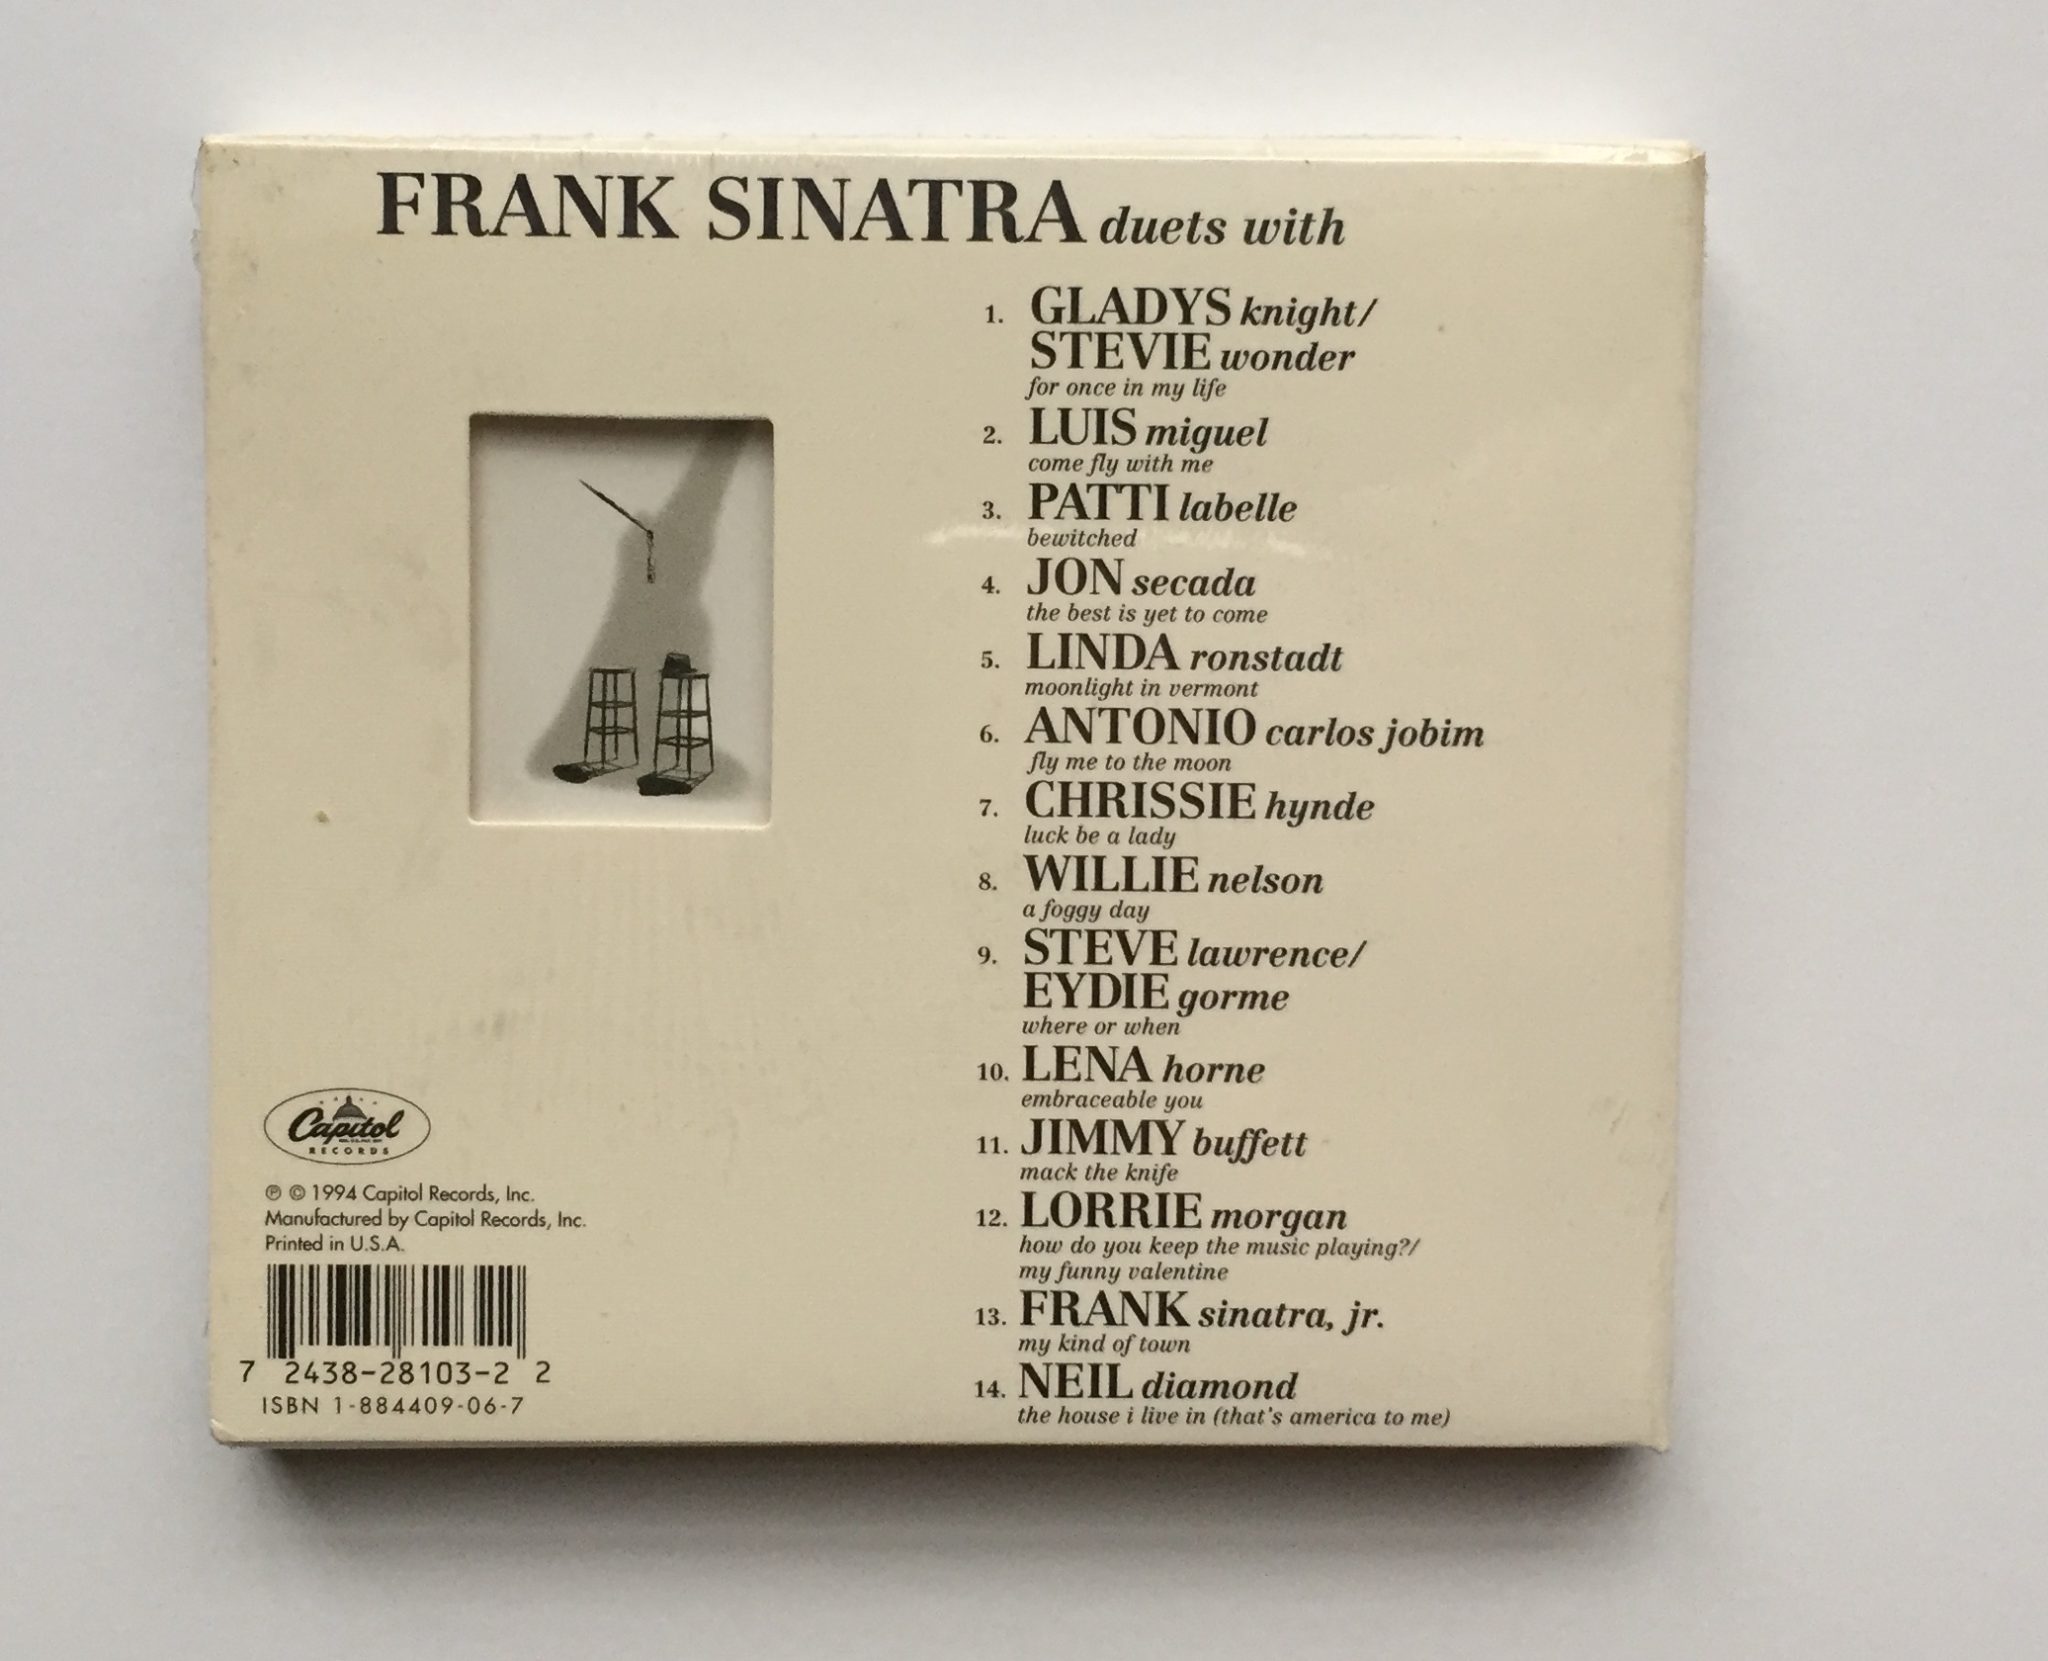 FRANK SINATRA duets with
1. GLADYS knight/
STEVIE wonder
for once in my life
2. LUIS miguel
come fly with me
3. PATTI labelle
bewitched
4. JON secada
the best is yet to come
5. LINDA ronstadt
moonlight in vermont
6. ANTONIO carlos jobim
fly me to the moon
7. CHRISSIE hynde
luck be a lady
8. WILLIE nelson
a foggy day
9. STEVE lawrence/
EYDIE gorme
where or when
10. LENA horne
embraceable you
11. JIMMY buffett
mack the knife
12. LORRIE morgan
how do you keep the music playing?/
my funny valentine
13. FRANK sinatra, jr.
my kind of town
14. NEIL diamond
the house i live in (that's america to me)
Capitol
RECORDS
℗ © 1994 Capitol Records, Inc.
Manufactured by Capitol Records, Inc.
Printed in U.S.A.
7 2438-28103-2 2
ISBN 1-884409-06-7